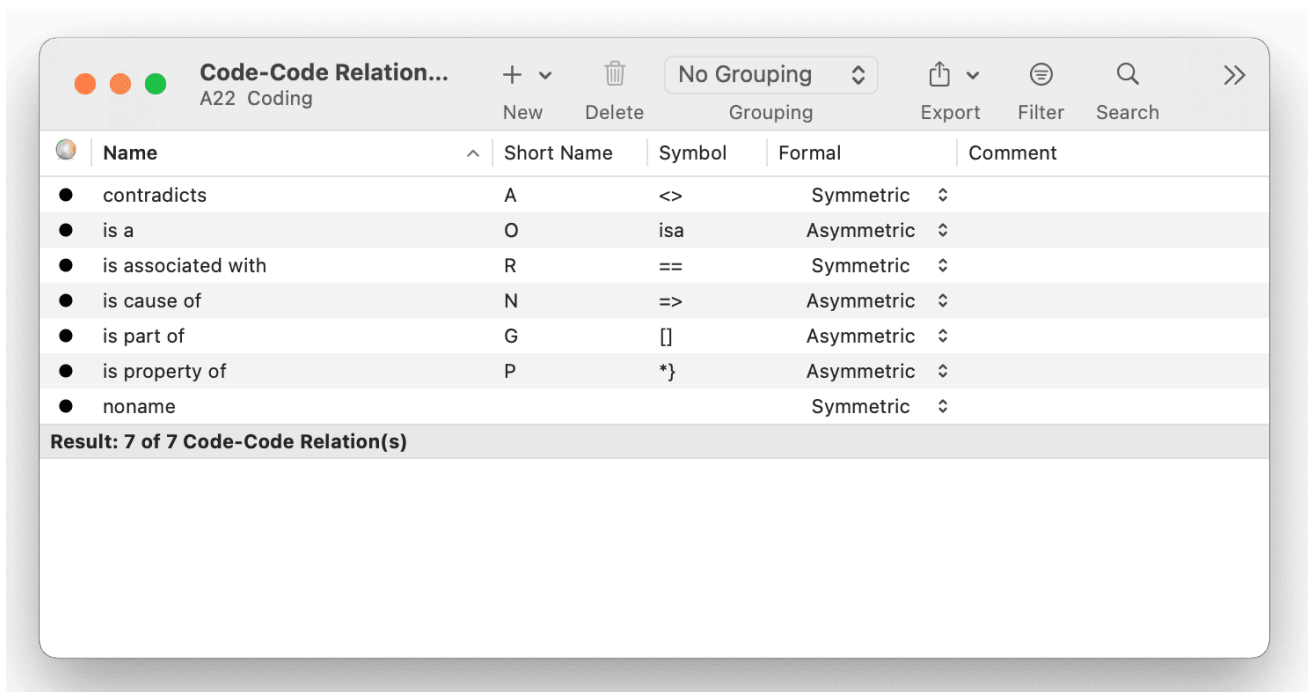 Code-Code Relation...
A22 Coding
New
Delete
No Grouping
Grouping
Export
Filter
Search
Name Short Name Symbol Formal Comment
contradicts A <> Symmetric
is a O isa Asymmetric
is associated with R == Symmetric
is cause of N => Asymmetric
is part of G [] Asymmetric
is property of P *} Asymmetric
noname Symmetric
Result: 7 of 7 Code-Code Relation(s)